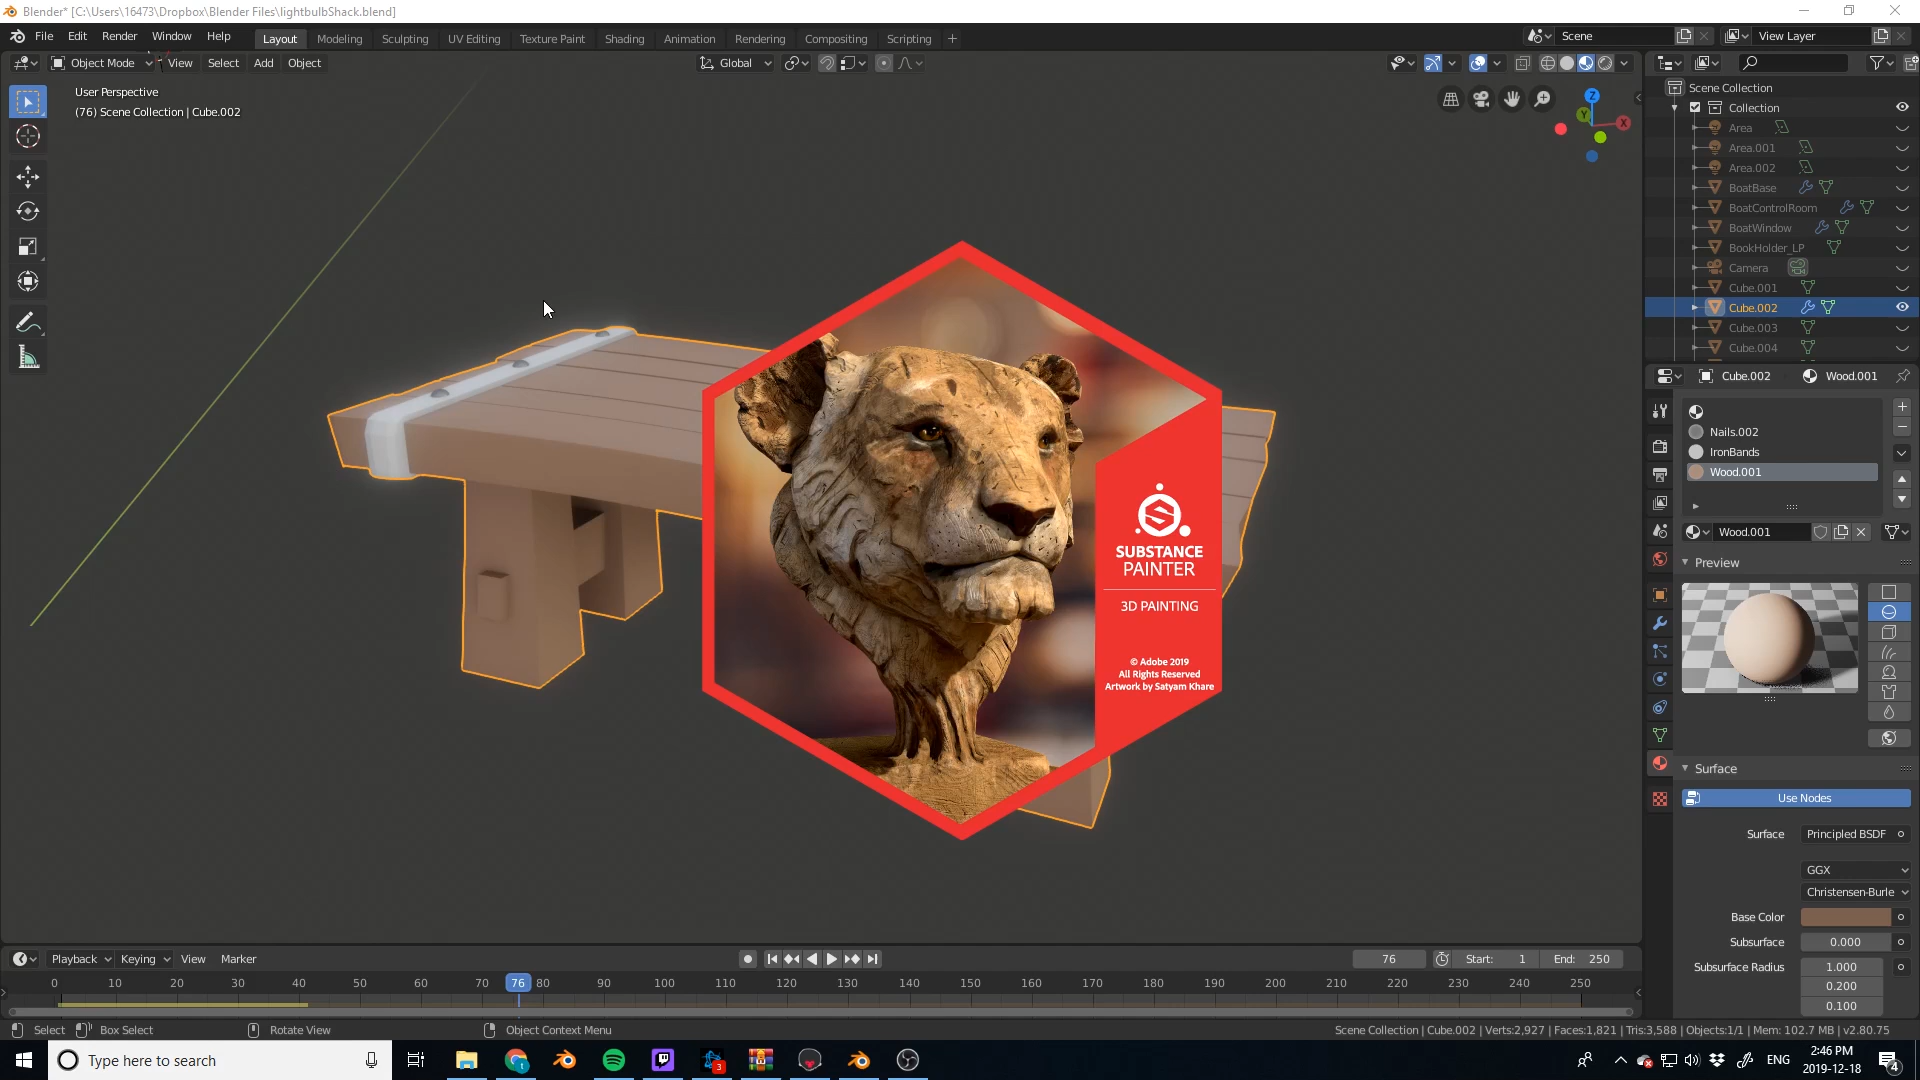 Blender* [C:\Users\16473\Dropbox\Blender Files\lightbulbShack.blend]
File Edit Render Window Help
Layout Modeling Sculpting UV Editing Texture Paint Shading Animation Rendering Compositing Scripting +
Scene
View Layer
Object Mode View Select Add Object
Global
User Perspective
(76) Scene Collection | Cube.002
Z
Y
X
Scene Collection
Collection
Area
Area.001
Area.002
BoatBase
BoatControlRoom
BoatWindow
BookHolder_LP
Camera
Cube.001
Cube.002
Cube.003
Cube.004
Cube.002 Wood.001
Nails.002
IronBands
Wood.001
Wood.001
Preview
Surface
Use Nodes
Surface Principled BSDF
GGX
Christensen-Burle
Base Color
Subsurface 0.000
Subsurface Radius 1.000
0.200
0.100
SUBSTANCE
PAINTER
3D PAINTING
© Adobe 2019
All Rights Reserved
Artwork by Satyam Khare
Playback Keying View Marker
76 Start: 1 End: 250
0 10 20 30 40 50 60 70 76 80 90 100 110 120 130 140 150 160 170 180 190 200 210 220 230 240 250
Select Box Select Rotate View Object Context Menu
Scene Collection | Cube.002 | Verts:2,927 | Faces:1,821 | Tris:3,588 | Objects:1/1 | Mem: 102.7 MB | v2.80.75
Type here to search
3
ENG
2:46 PM
2019-12-18
4